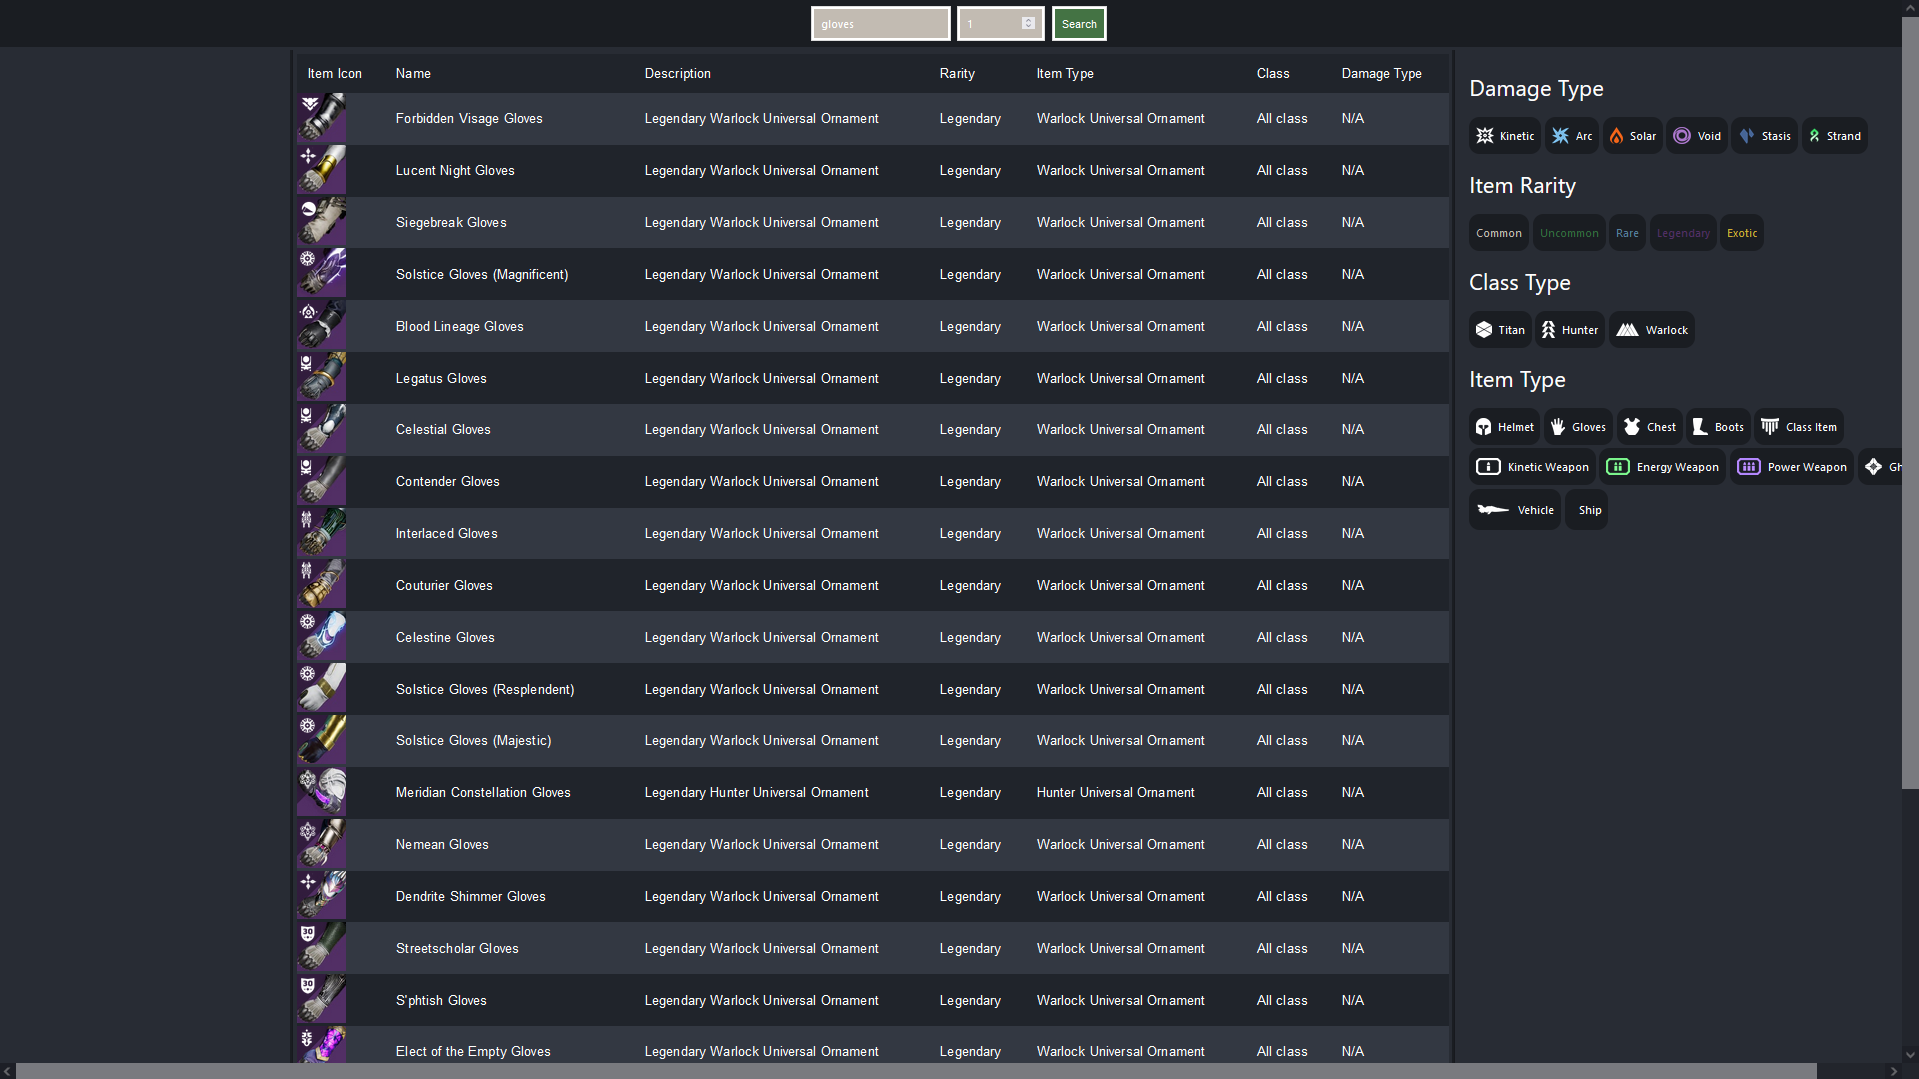 gloves 1 Search
Item Icon Name Description Rarity Item Type Class Damage Type
Forbidden Visage Gloves Legendary Warlock Universal Ornament Legendary Warlock Universal Ornament All class N/A
Lucent Night Gloves Legendary Warlock Universal Ornament Legendary Warlock Universal Ornament All class N/A
Siegebreak Gloves Legendary Warlock Universal Ornament Legendary Warlock Universal Ornament All class N/A
Solstice Gloves (Magnificent) Legendary Warlock Universal Ornament Legendary Warlock Universal Ornament All class N/A
Blood Lineage Gloves Legendary Warlock Universal Ornament Legendary Warlock Universal Ornament All class N/A
Legatus Gloves Legendary Warlock Universal Ornament Legendary Warlock Universal Ornament All class N/A
Celestial Gloves Legendary Warlock Universal Ornament Legendary Warlock Universal Ornament All class N/A
Contender Gloves Legendary Warlock Universal Ornament Legendary Warlock Universal Ornament All class N/A
Interlaced Gloves Legendary Warlock Universal Ornament Legendary Warlock Universal Ornament All class N/A
Couturier Gloves Legendary Warlock Universal Ornament Legendary Warlock Universal Ornament All class N/A
Celestine Gloves Legendary Warlock Universal Ornament Legendary Warlock Universal Ornament All class N/A
Solstice Gloves (Resplendent) Legendary Warlock Universal Ornament Legendary Warlock Universal Ornament All class N/A
Solstice Gloves (Majestic) Legendary Warlock Universal Ornament Legendary Warlock Universal Ornament All class N/A
Meridian Constellation Gloves Legendary Hunter Universal Ornament Legendary Hunter Universal Ornament All class N/A
Nemean Gloves Legendary Warlock Universal Ornament Legendary Warlock Universal Ornament All class N/A
Dendrite Shimmer Gloves Legendary Warlock Universal Ornament Legendary Warlock Universal Ornament All class N/A
30 Streetscholar Gloves Legendary Warlock Universal Ornament Legendary Warlock Universal Ornament All class N/A
30 S'phtish Gloves Legendary Warlock Universal Ornament Legendary Warlock Universal Ornament All class N/A
Elect of the Empty Gloves Legendary Warlock Universal Ornament Legendary Warlock Universal Ornament All class N/A
Damage Type
Kinetic Arc Solar Void Stasis Strand
Item Rarity
Common Uncommon Rare Legendary Exotic
Class Type
Titan Hunter Warlock
Item Type
Helmet Gloves Chest Boots Class Item
Kinetic Weapon Energy Weapon Power Weapon
Vehicle Ship